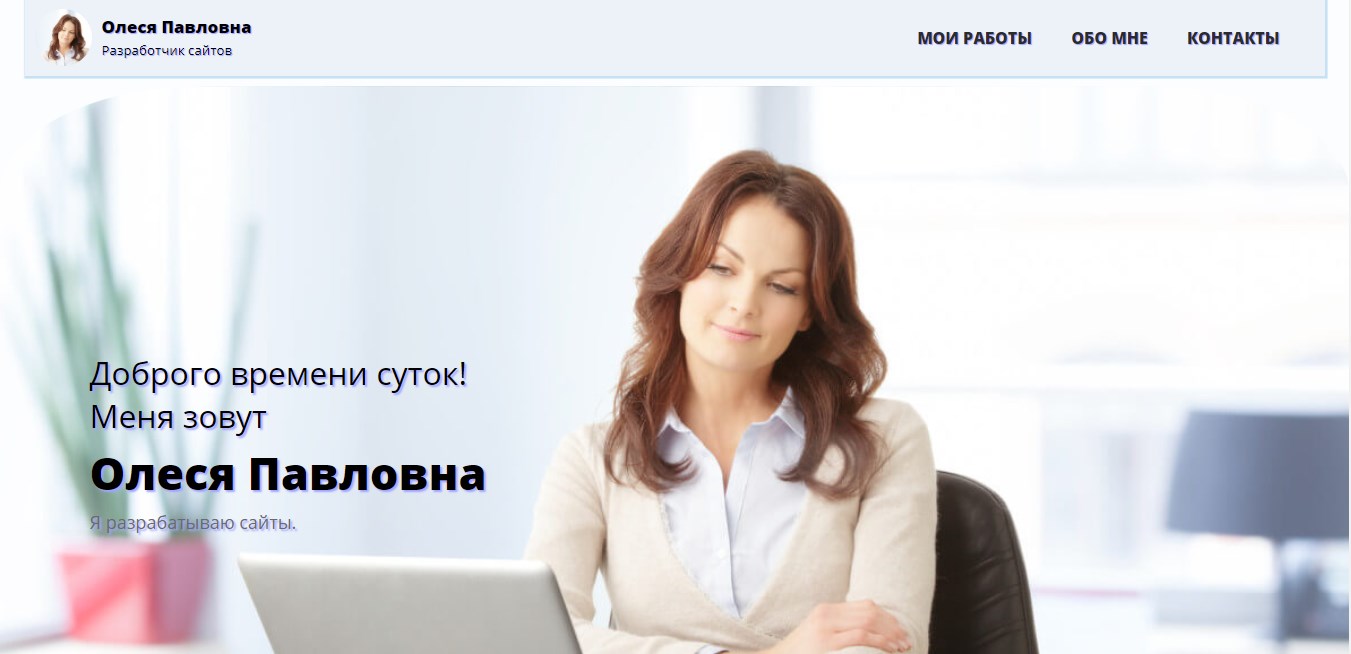 Олеся Павловна
Разработчик сайтов
МОИ РАБОТЫ ОБО МНЕ КОНТАКТЫ
Доброго времени суток!
Меня зовут
Олеся Павловна
Я разрабатываю сайты.